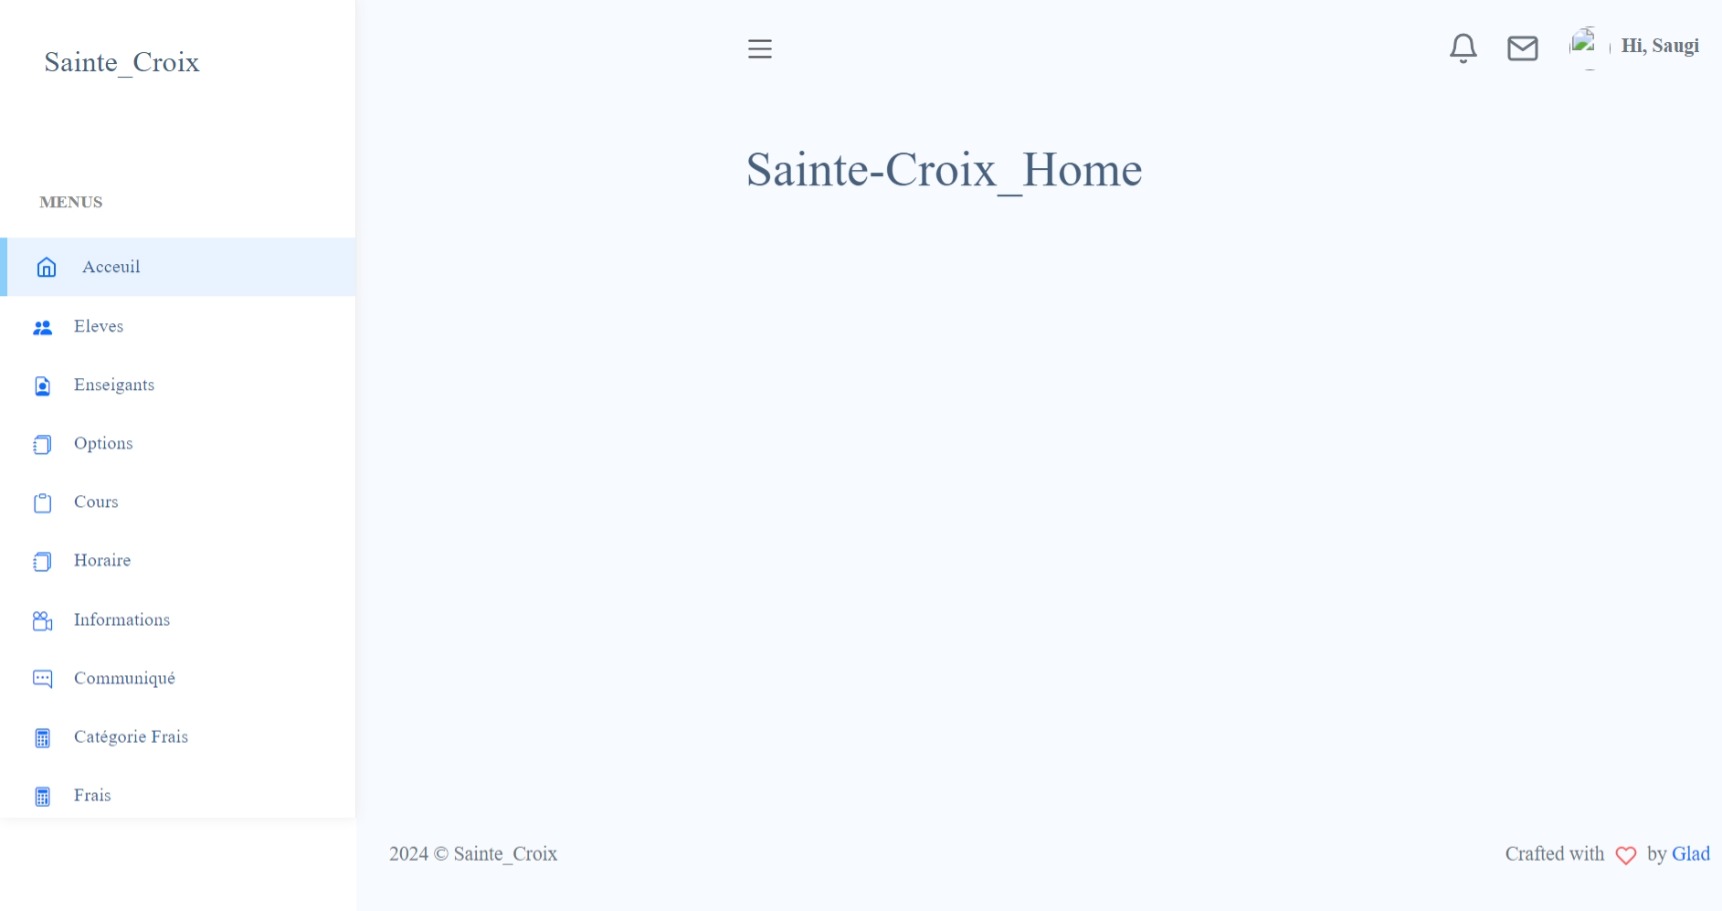 Sainte_Croix
Hi, Saugi
Sainte-Croix_Home
MENUS
Acceuil
Eleves
Enseigants
Options
Cours
Horaire
Informations
Communiqué
Catégorie Frais
Frais
2024 © Sainte_Croix
Crafted with by Glad